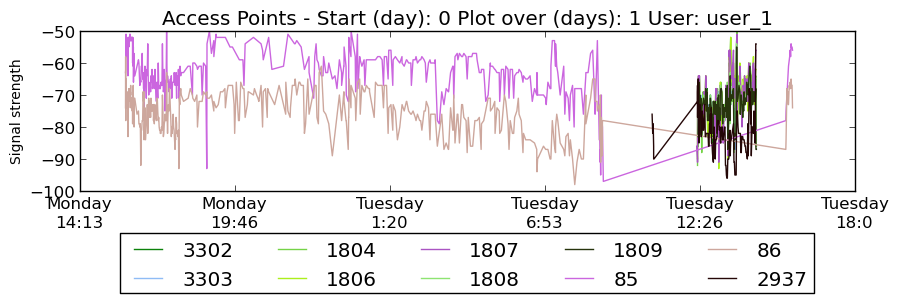 Access Points - Start (day): 0 Plot over (days): 1 User: user_1
Signal strength
−50
−60
−70
−80
−90
−100
Monday 14:13
Monday 19:46
Tuesday 1:20
Tuesday 6:53
Tuesday 12:26
Tuesday 18:0
3302 1804 1807 1809 86
3303 1806 1808 85 2937